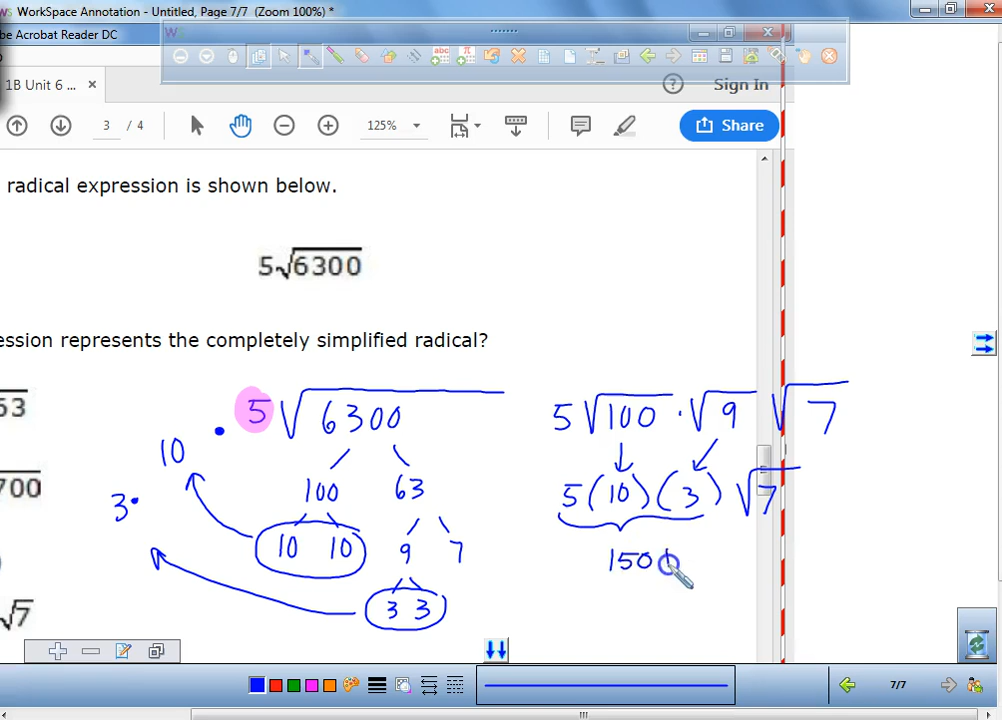 WorkSpace Annotation - Untitled, Page 7/7 (Zoom 100%) *
be Acrobat Reader DC
1B Unit 6 ...
Sign In
3 / 4
125%
Share
radical expression is shown below.
5√6300
ession represents the completely simplified radical?
63
700
√7
5√6300
100 63
10 10 9 7
3 3
10 •
3 •
5√100 · √9 √7
5(10)(3)√7
150
7/7